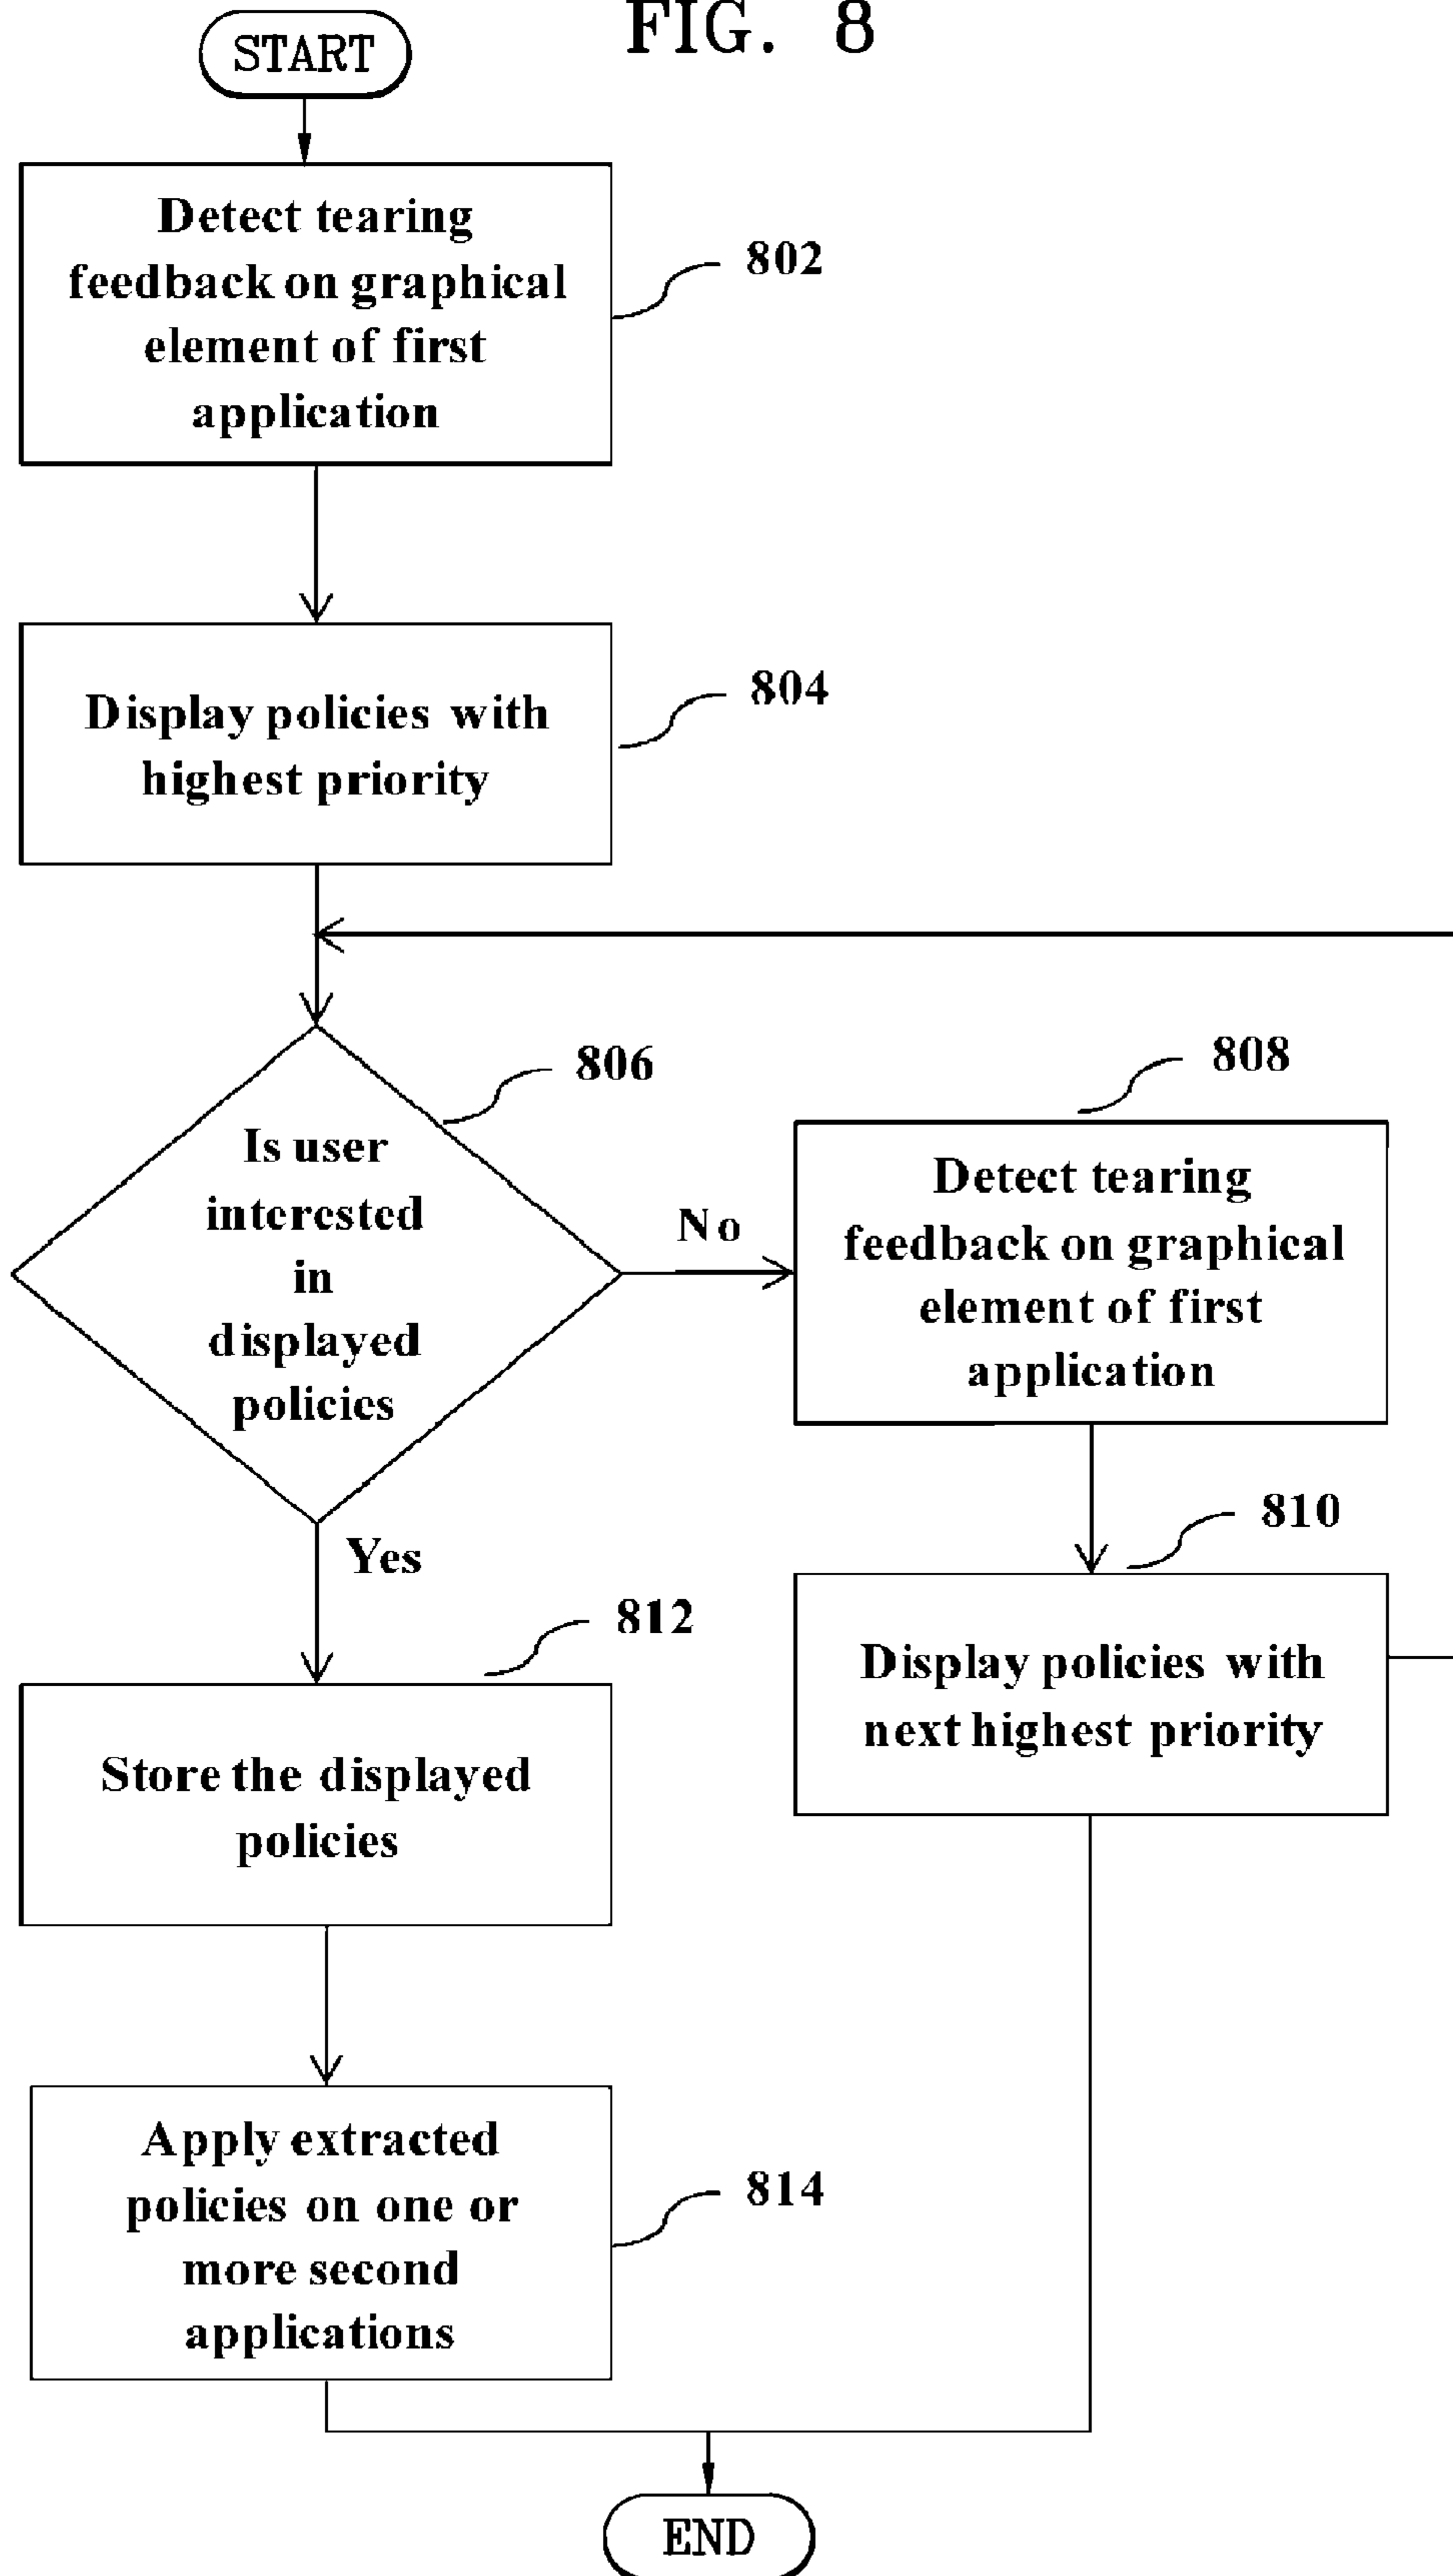 FIG. 8
START
Detect tearing
feedback on graphical
element of first
application
802
Display policies with
highest priority
804
Is user
interested
in
displayed
policies
806
No
Yes
808
Detect tearing
feedback on graphical
element of first
application
810
Display policies with
next highest priority
812
Store the displayed
policies
Apply extracted
policies on one or
more second
applications
814
END